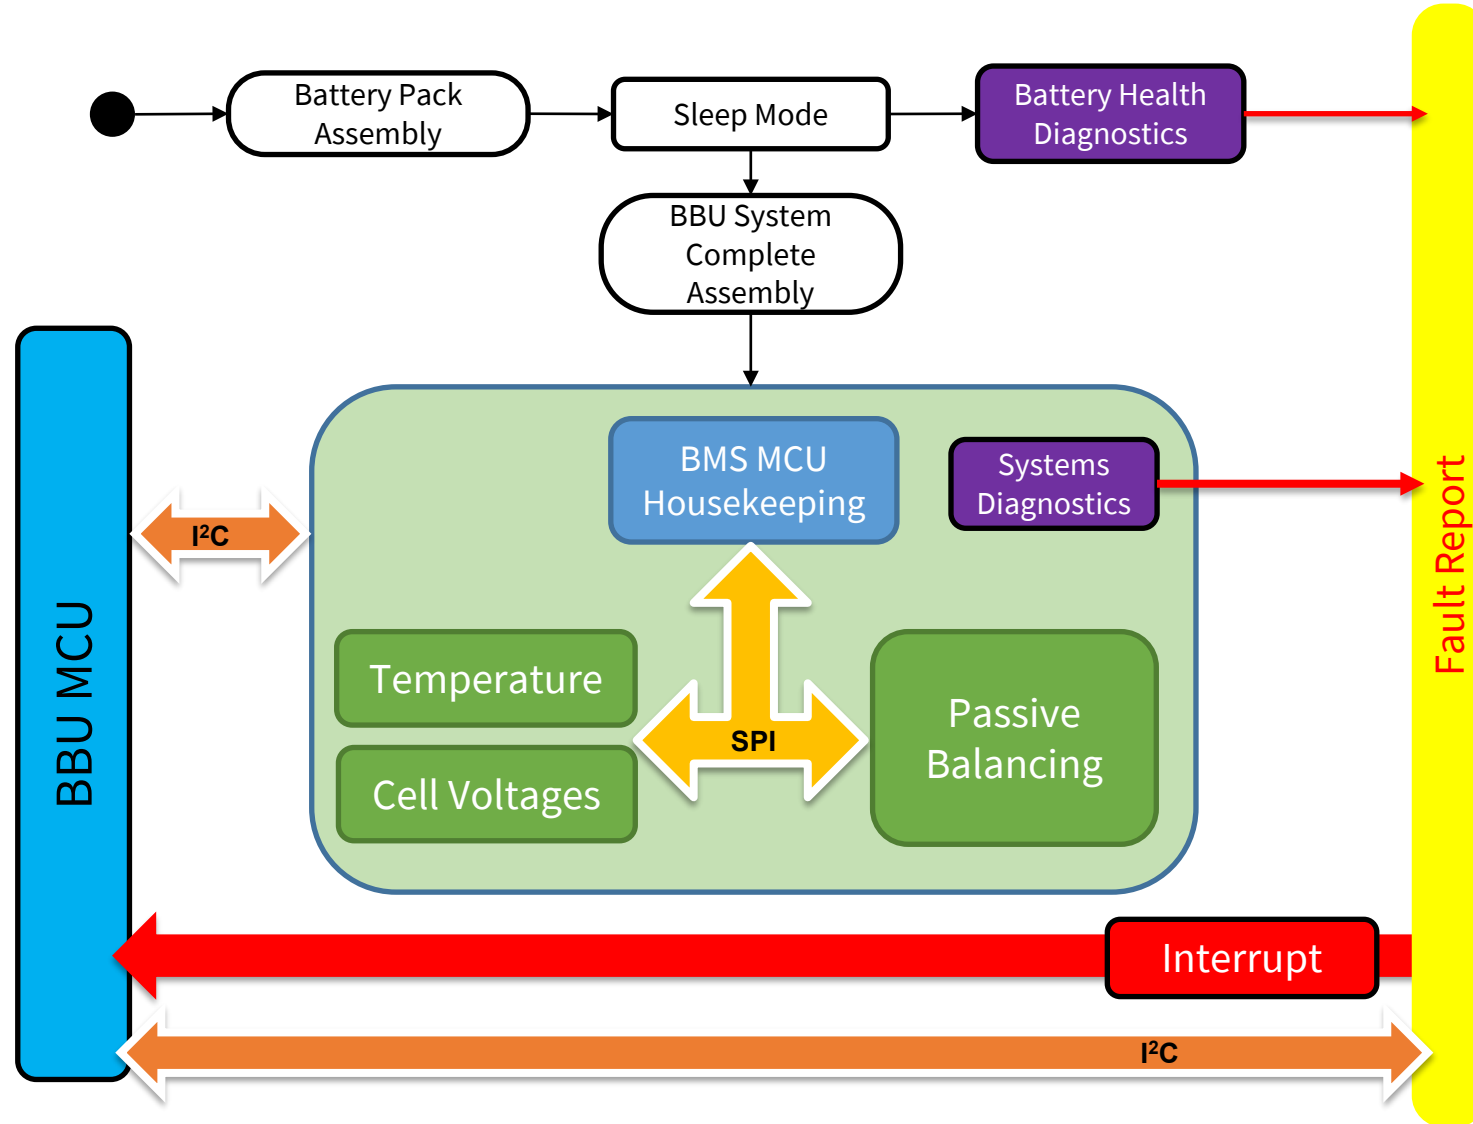 Battery Pack
Assembly
Sleep Mode
Battery Health
Diagnostics
BBU System
Complete
Assembly
BMS MCU
Housekeeping
Systems
Diagnostics
I²C
BBU MCU
Temperature
Cell Voltages
SPI
Passive
Balancing
Fault Report
Interrupt
I²C